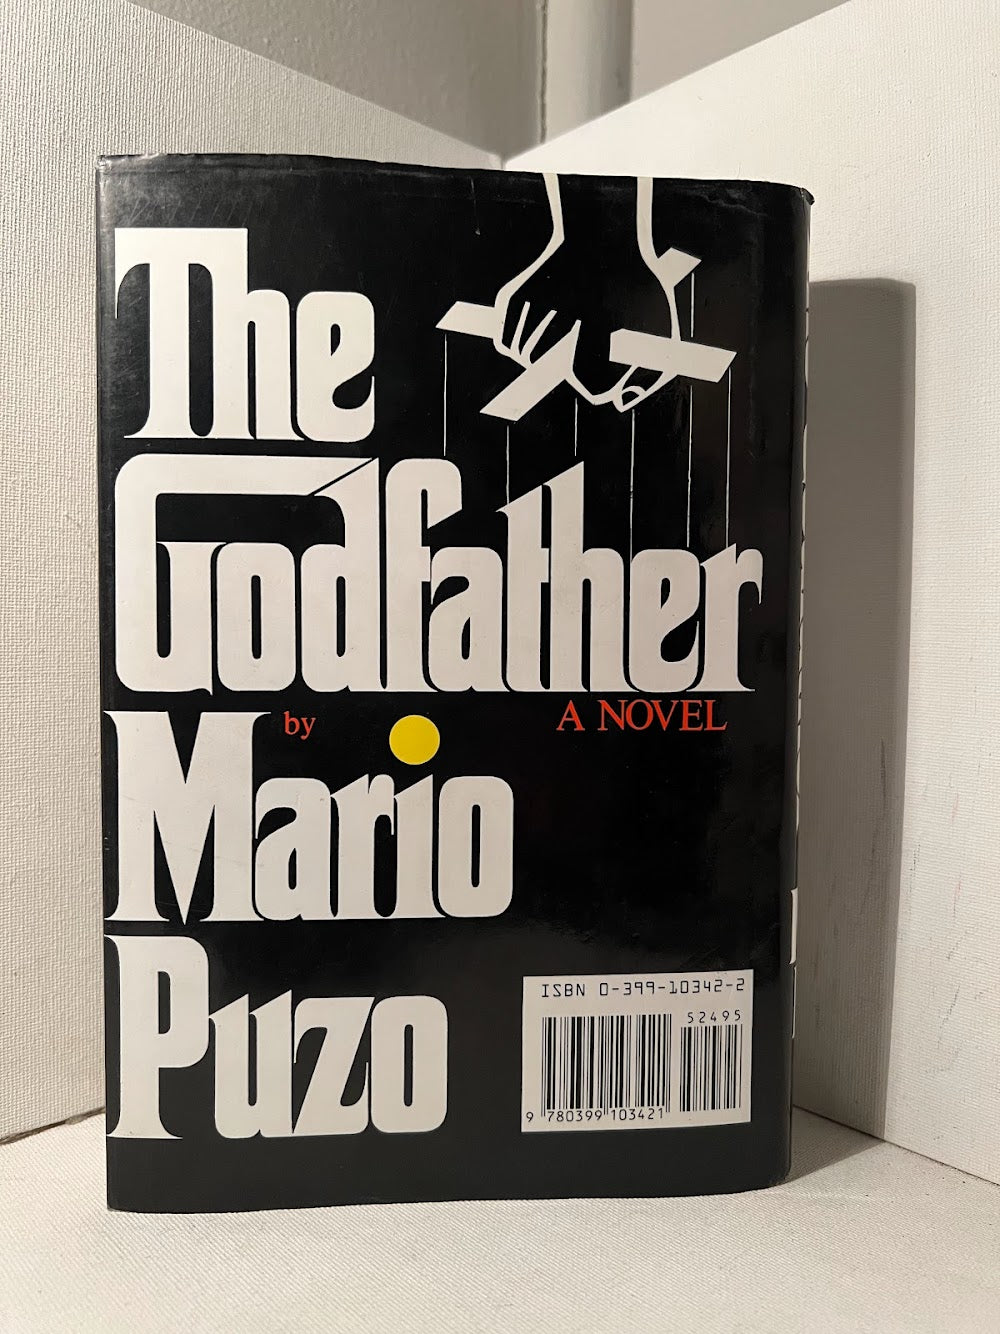 The
Godfather
by
A NOVEL
Mario
Puzo
ISBN 0-399-10342-2
52495
9 780399 103421